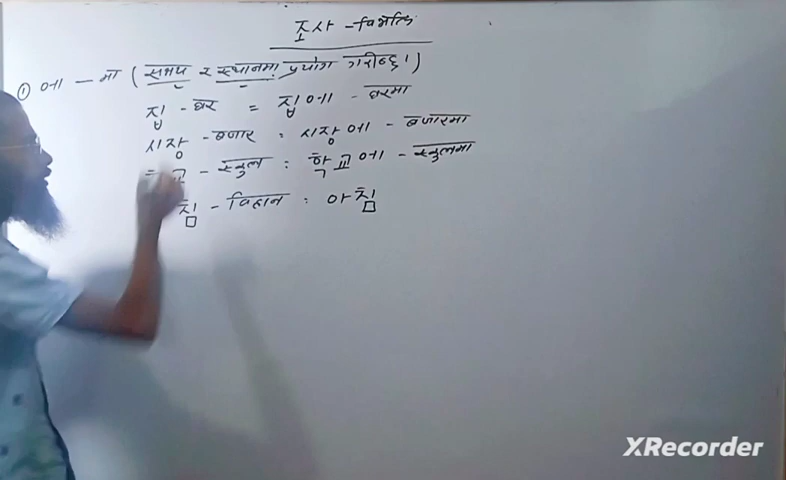 조사 - विभक्ति
① 에 - मा ( समय र स्थानमा प्रयोग गरीन्छ। )
집 - घर = 집에 - घरमा
시장 - बजार : 시장에 - बजारमा
교 - स्कुल : 학교에 - स्कुलमा
침 - विहान : 아침
XRecorder